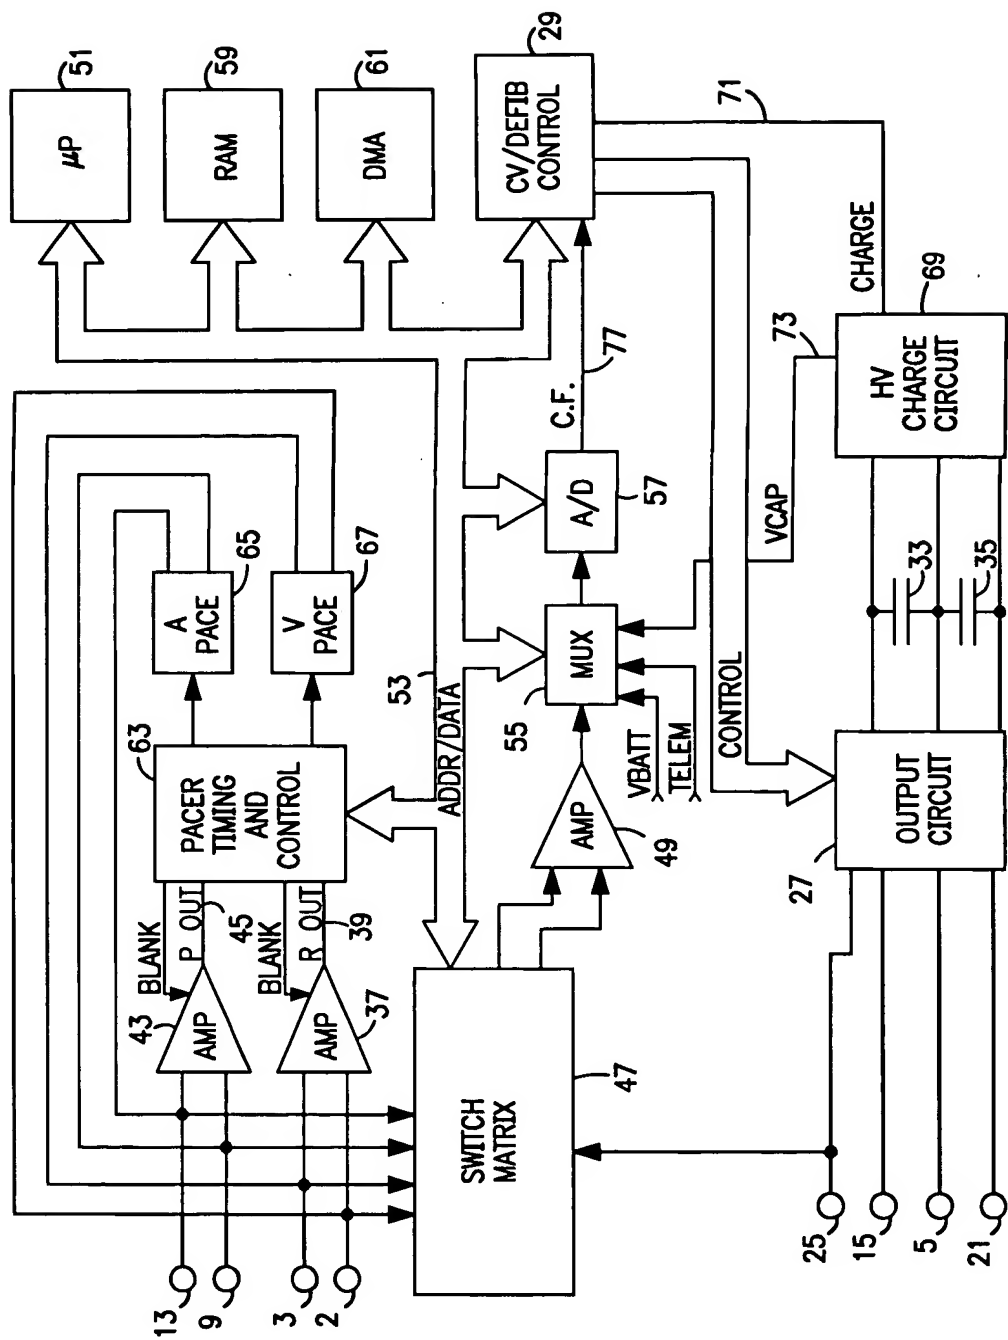 μP
51
RAM
59
DMA
61
CV/DEFIB
CONTROL
29
71
CHARGE
HV
CHARGE
CIRCUIT
69
73
VCAP
33
35
C.F.
77
A/D
57
MUX
55
AMP
49
VBATT
TELEM
CONTROL
OUTPUT
CIRCUIT
27
53
ADDR/DATA
A
PACE
65
V
PACE
67
PACER
TIMING
AND
CONTROL
63
BLANK
P OUT
45
BLANK
R OUT
39
AMP
43
AMP
37
SWITCH
MATRIX
47
13
9
3
2
25
15
5
21